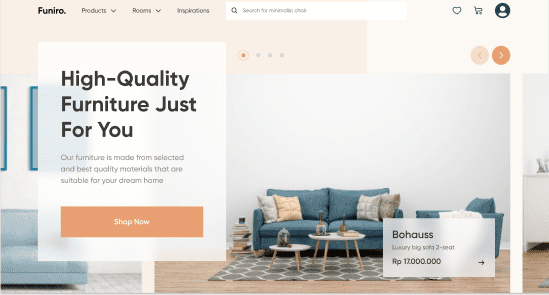 Funiro.
Products
Rooms
Inspirations
Search for minimalis chair
High-Quality
Furniture Just
For You
Our furniture is made from selected
and best quality materials that are
suitable for your dream home
Shop Now
Bohauss
Luxury big sofa 2-seat
Rp 17.000.000